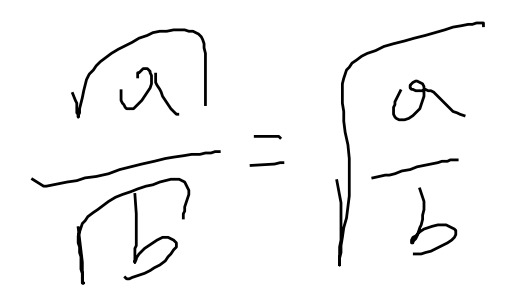 √a/√b = √(a/b)